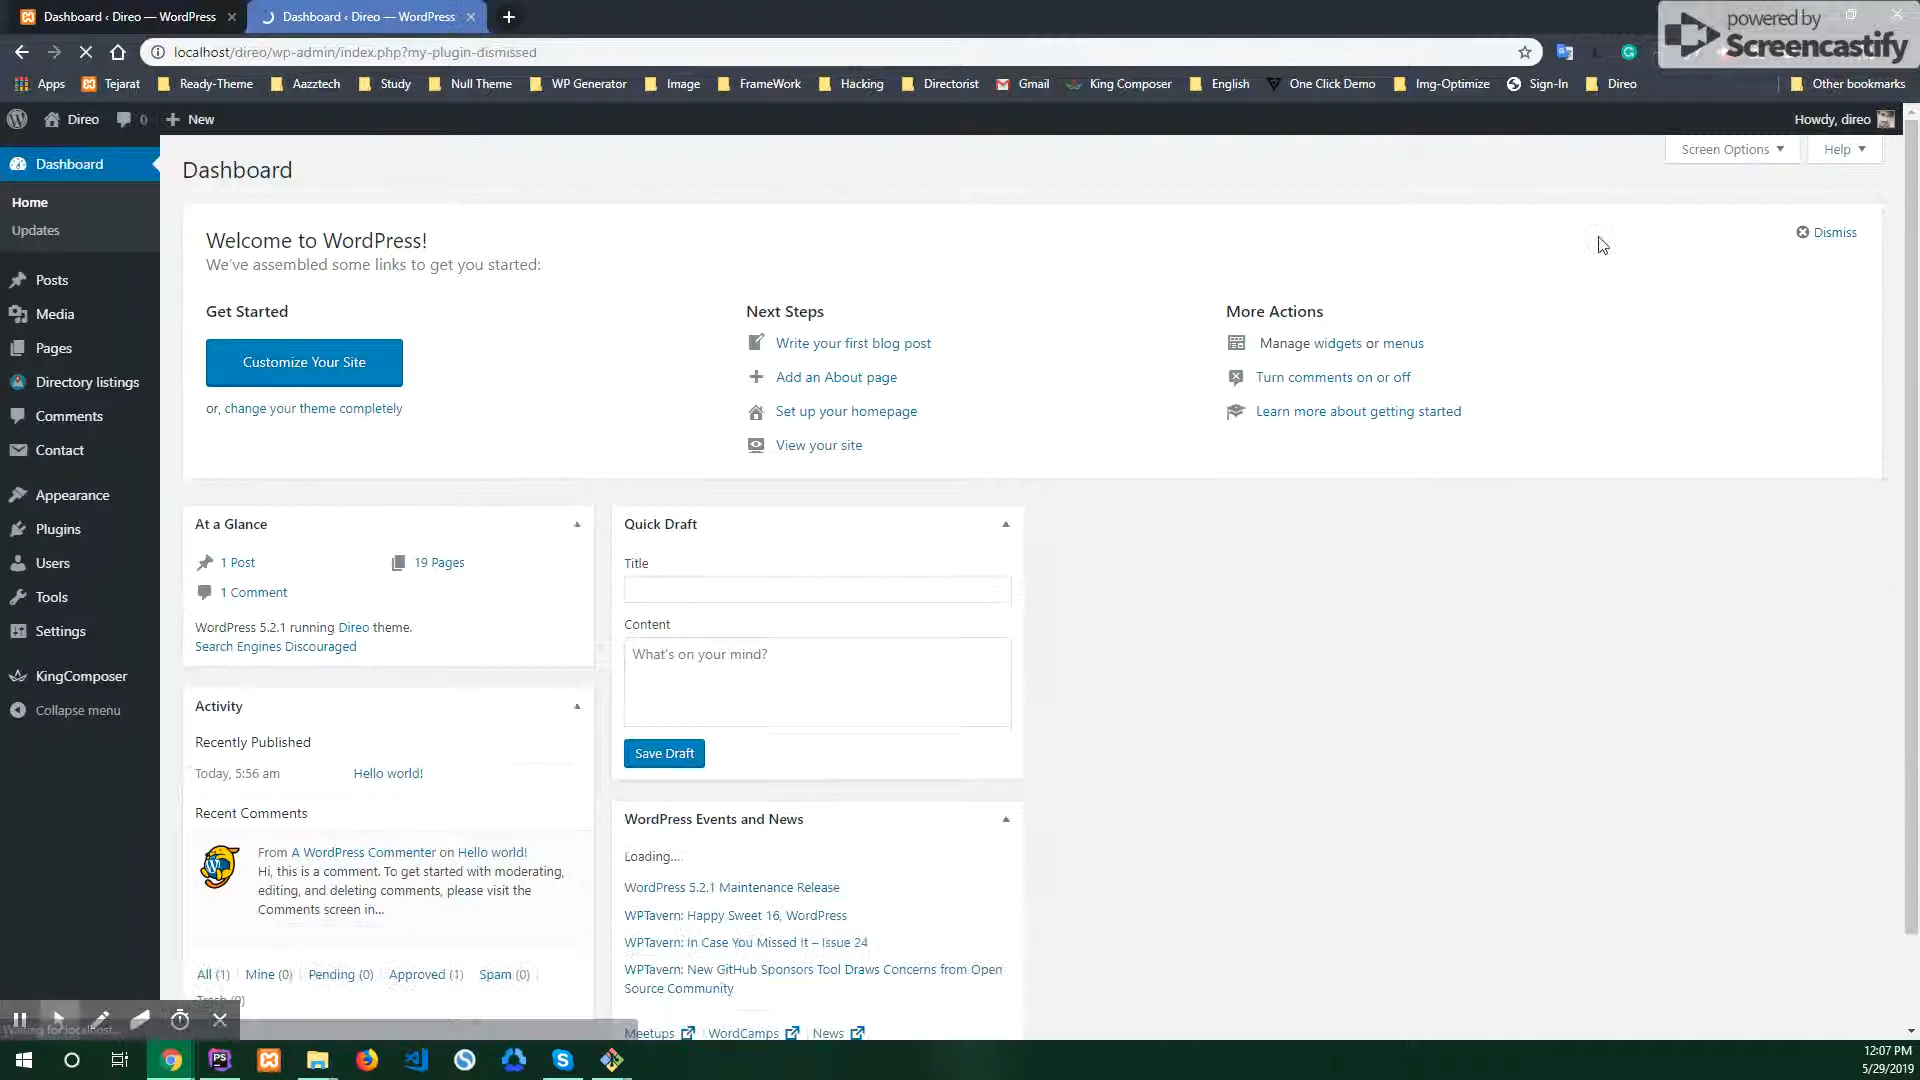 Dashboard ‹ Direo — WordPress
Dashboard ‹ Direo — WordPress
powered by
Screencastify
localhost/direo/wp-admin/index.php?my-plugin-dismissed
Apps Tejarat Ready-Theme Aazztech Study Null Theme WP Generator Image FrameWork Hacking Directorist Gmail King Composer English One Click Demo Img-Optimize Sign-In Direo Other bookmarks
Direo 0 New Howdy, direo
Screen Options Help
Dashboard
Home
Updates
Posts
Media
Pages
Directory listings
Comments
Contact
Appearance
Plugins
Users
Tools
Settings
KingComposer
Collapse menu
Dashboard
Welcome to WordPress!
Dismiss
We've assembled some links to get you started:
Get Started
Customize Your Site
or, change your theme completely
Next Steps
Write your first blog post
Add an About page
Set up your homepage
View your site
More Actions
Manage widgets or menus
Turn comments on or off
Learn more about getting started
At a Glance
1 Post 19 Pages
1 Comment
WordPress 5.2.1 running Direo theme.
Search Engines Discouraged
Activity
Recently Published
Today, 5:56 am Hello world!
Recent Comments
From A WordPress Commenter on Hello world!
Hi, this is a comment. To get started with moderating,
editing, and deleting comments, please visit the
Comments screen in...
All (1) Mine (0) Pending (0) Approved (1) Spam (0)
Trash (0)
Quick Draft
Title
Content
What's on your mind?
Save Draft
WordPress Events and News
Loading....
WordPress 5.2.1 Maintenance Release
WPTavern: Happy Sweet 16, WordPress
WPTavern: In Case You Missed It – Issue 24
WPTavern: New GitHub Sponsors Tool Draws Concerns from Open
Source Community
Meetups WordCamps News
Waiting for localhost...
12:07 PM
5/29/2019